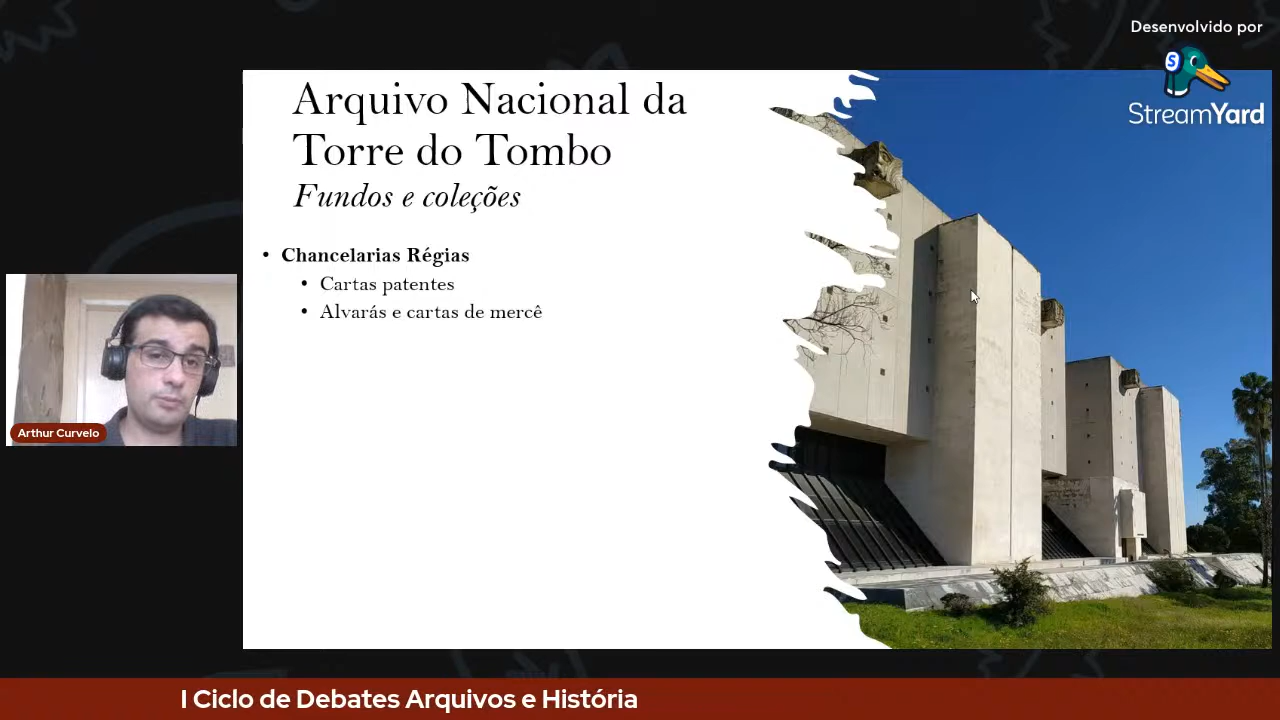 Desenvolvido por
StreamYard
Arquivo Nacional da
Torre do Tombo
Fundos e coleções
• Chancelarias Régias
• Cartas patentes
• Alvarás e cartas de mercê
Arthur Curvelo
I Ciclo de Debates Arquivos e História